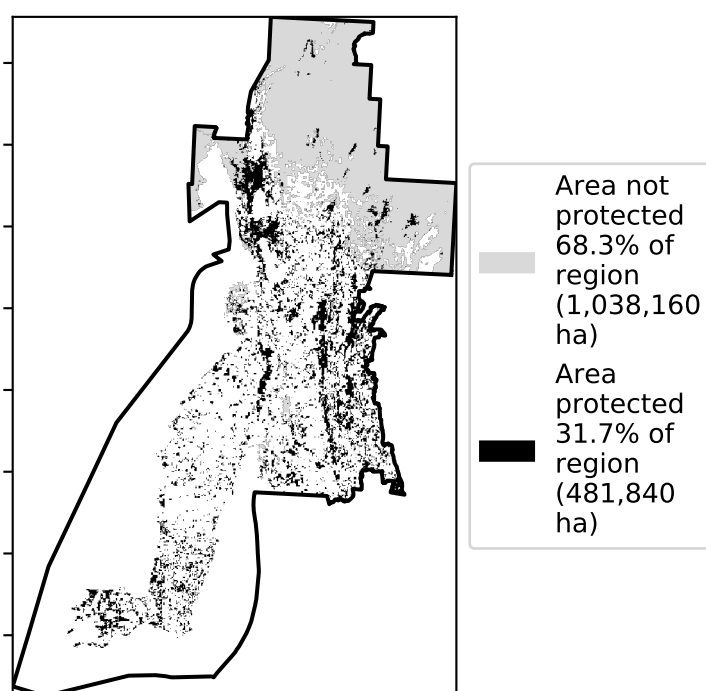 Area not
protected
68.3% of
region
(1,038,160
ha)
Area
protected
31.7% of
region
(481,840
ha)